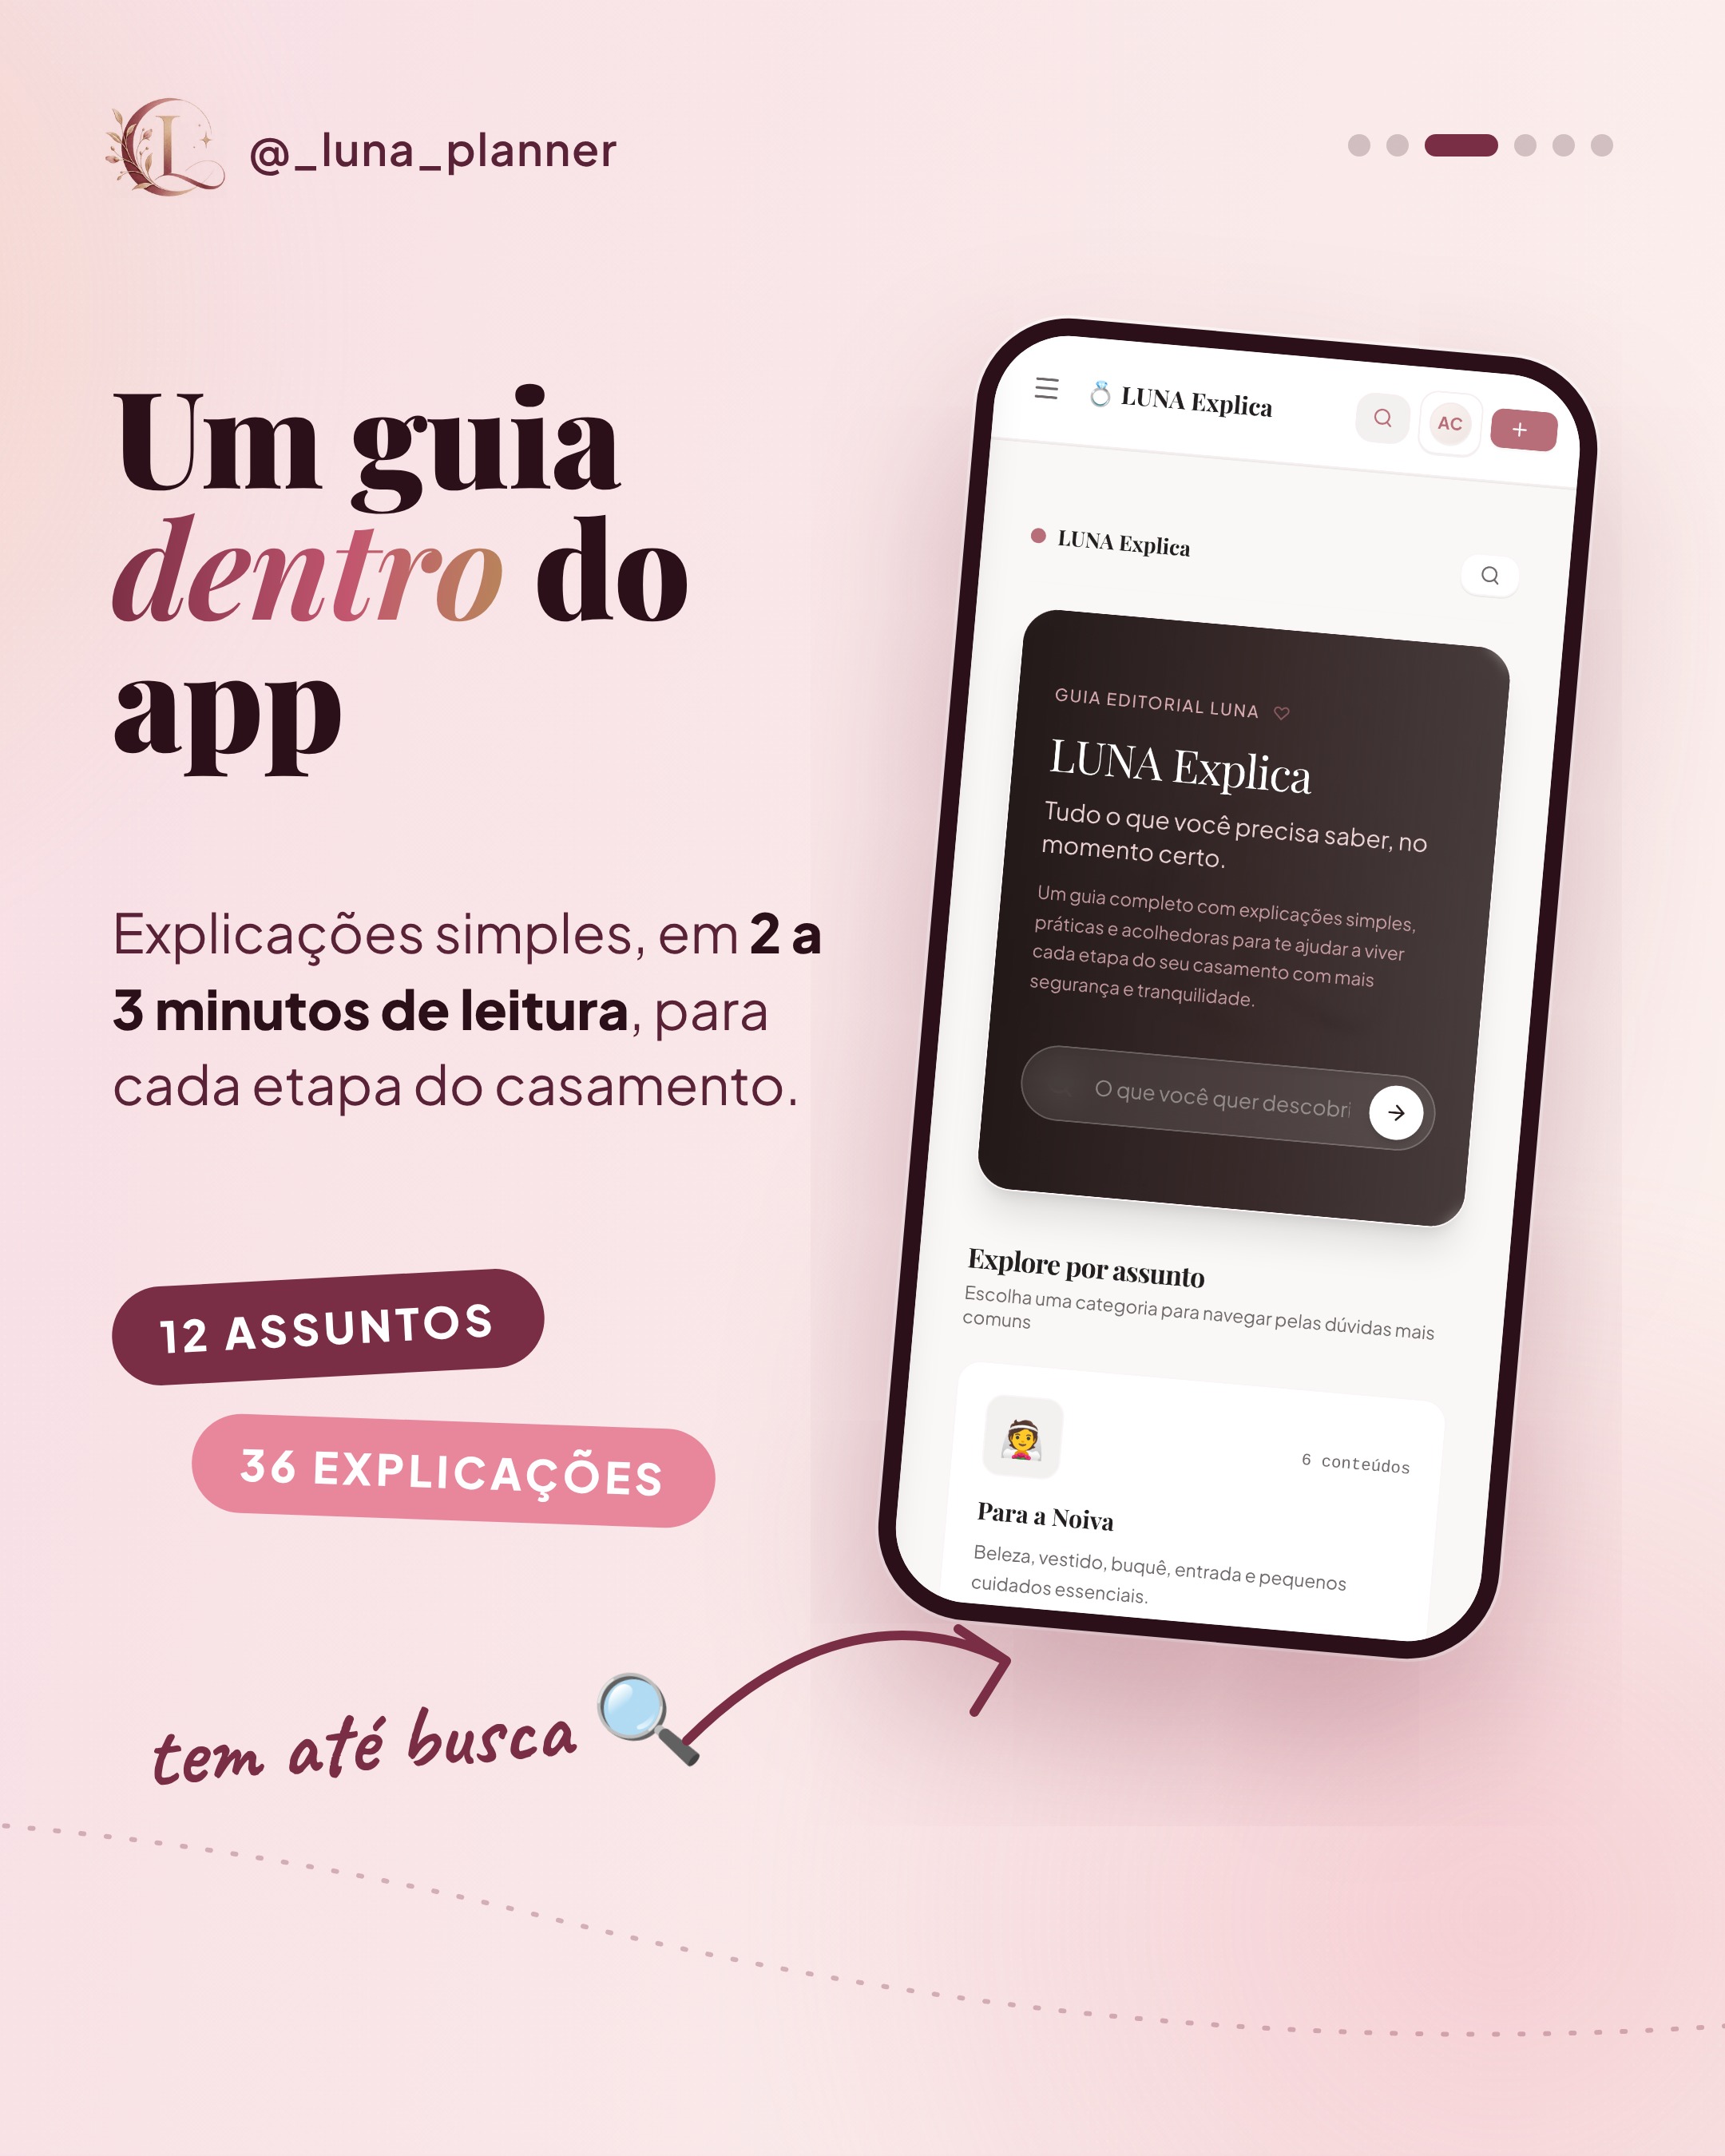 L
@_luna_planner
Um guia
dentro do
app
Explicações simples, em 2 a
3 minutos de leitura, para
cada etapa do casamento.
12 ASSUNTOS
36 EXPLICAÇÕES
tem até busca
LUNA Explica
AC
+
LUNA Explica
GUIA EDITORIAL LUNA
LUNA Explica
Tudo o que você precisa saber, no
momento certo.
Um guia completo com explicações simples,
práticas e acolhedoras para te ajudar a viver
cada etapa do seu casamento com mais
segurança e tranquilidade.
O que você quer descobri
Explore por assunto
Escolha uma categoria para navegar pelas dúvidas mais
comuns
6 conteúdos
Para a Noiva
Beleza, vestido, buquê, entrada e pequenos
cuidados essenciais.